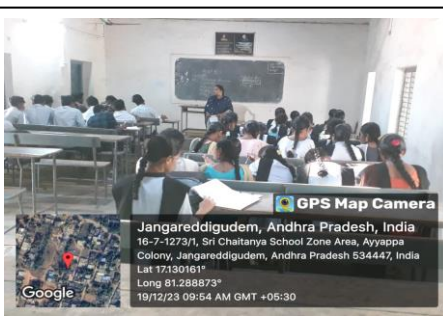 GPS Map Camera
Jangareddigudem, Andhra Pradesh, India
16-7-1273/1, Sri Chaitanya School Zone Area, Ayyappa
Colony, Jangareddigudem, Andhra Pradesh 534447, India
Lat 17.130161°
Long 81.288873°
19/12/23 09:54 AM GMT +05:30
Google